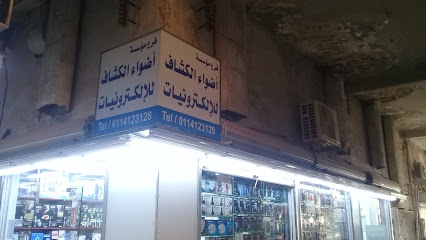 فرع مؤسسة
أضواء الكشاف
للإلكترونيات
Tel / 0114123128
فرع مؤسسة
أضواء الكشاف
للإلكترونيات
Tel / 0114123128